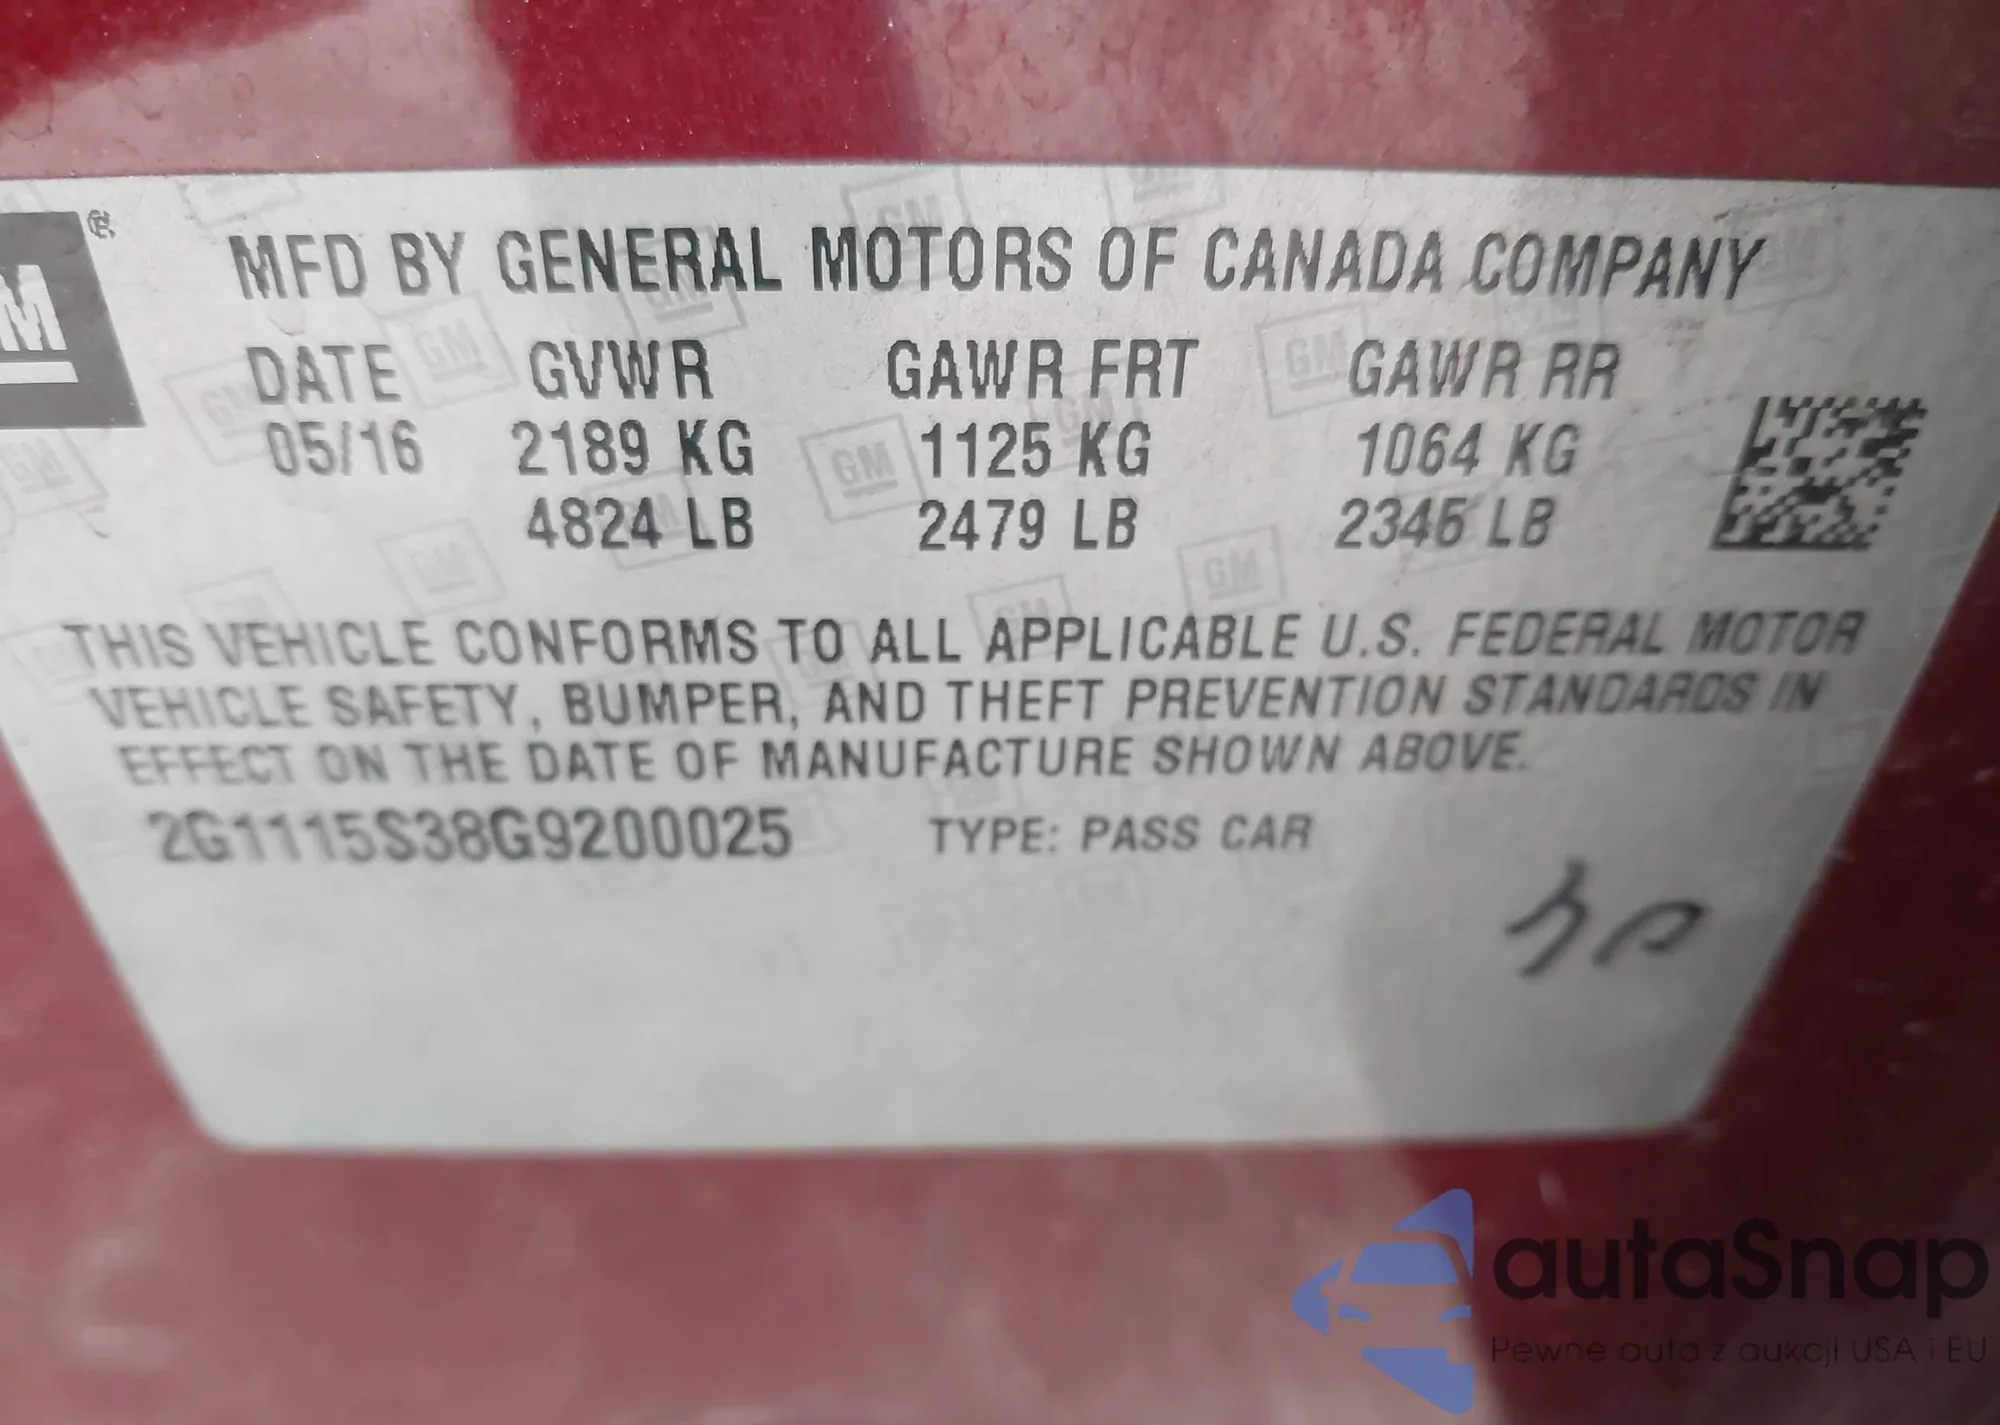 M ®
MFD BY GENERAL MOTORS OF CANADA COMPANY
DATE GVWR GAWR FRT GAWR RR
05/16 2189 KG 1125 KG 1064 KG
4824 LB 2479 LB 2345 LB
THIS VEHICLE CONFORMS TO ALL APPLICABLE U.S. FEDERAL MOTOR
VEHICLE SAFETY, BUMPER, AND THEFT PREVENTION STANDARDS IN
EFFECT ON THE DATE OF MANUFACTURE SHOWN ABOVE.
2G1115S38G9200025 TYPE: PASS CAR
autaSnap
Pewne auta z aukcji USA i EU